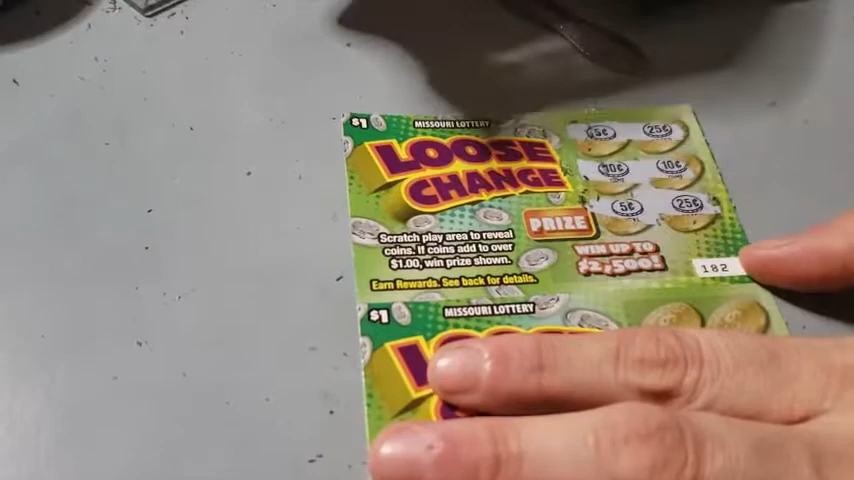 $1
MISSOURI LOTTERY
LOOSE
CHANGE
5¢ 25¢
10¢ 10¢
5¢ 25¢
Scratch play area to reveal
coins. If coins add to over
$1.00, win prize shown.
PRIZE
WIN UP TO
$2,500!
182
Earn Rewards. See back for details.
$1
MISSOURI LOTTERY